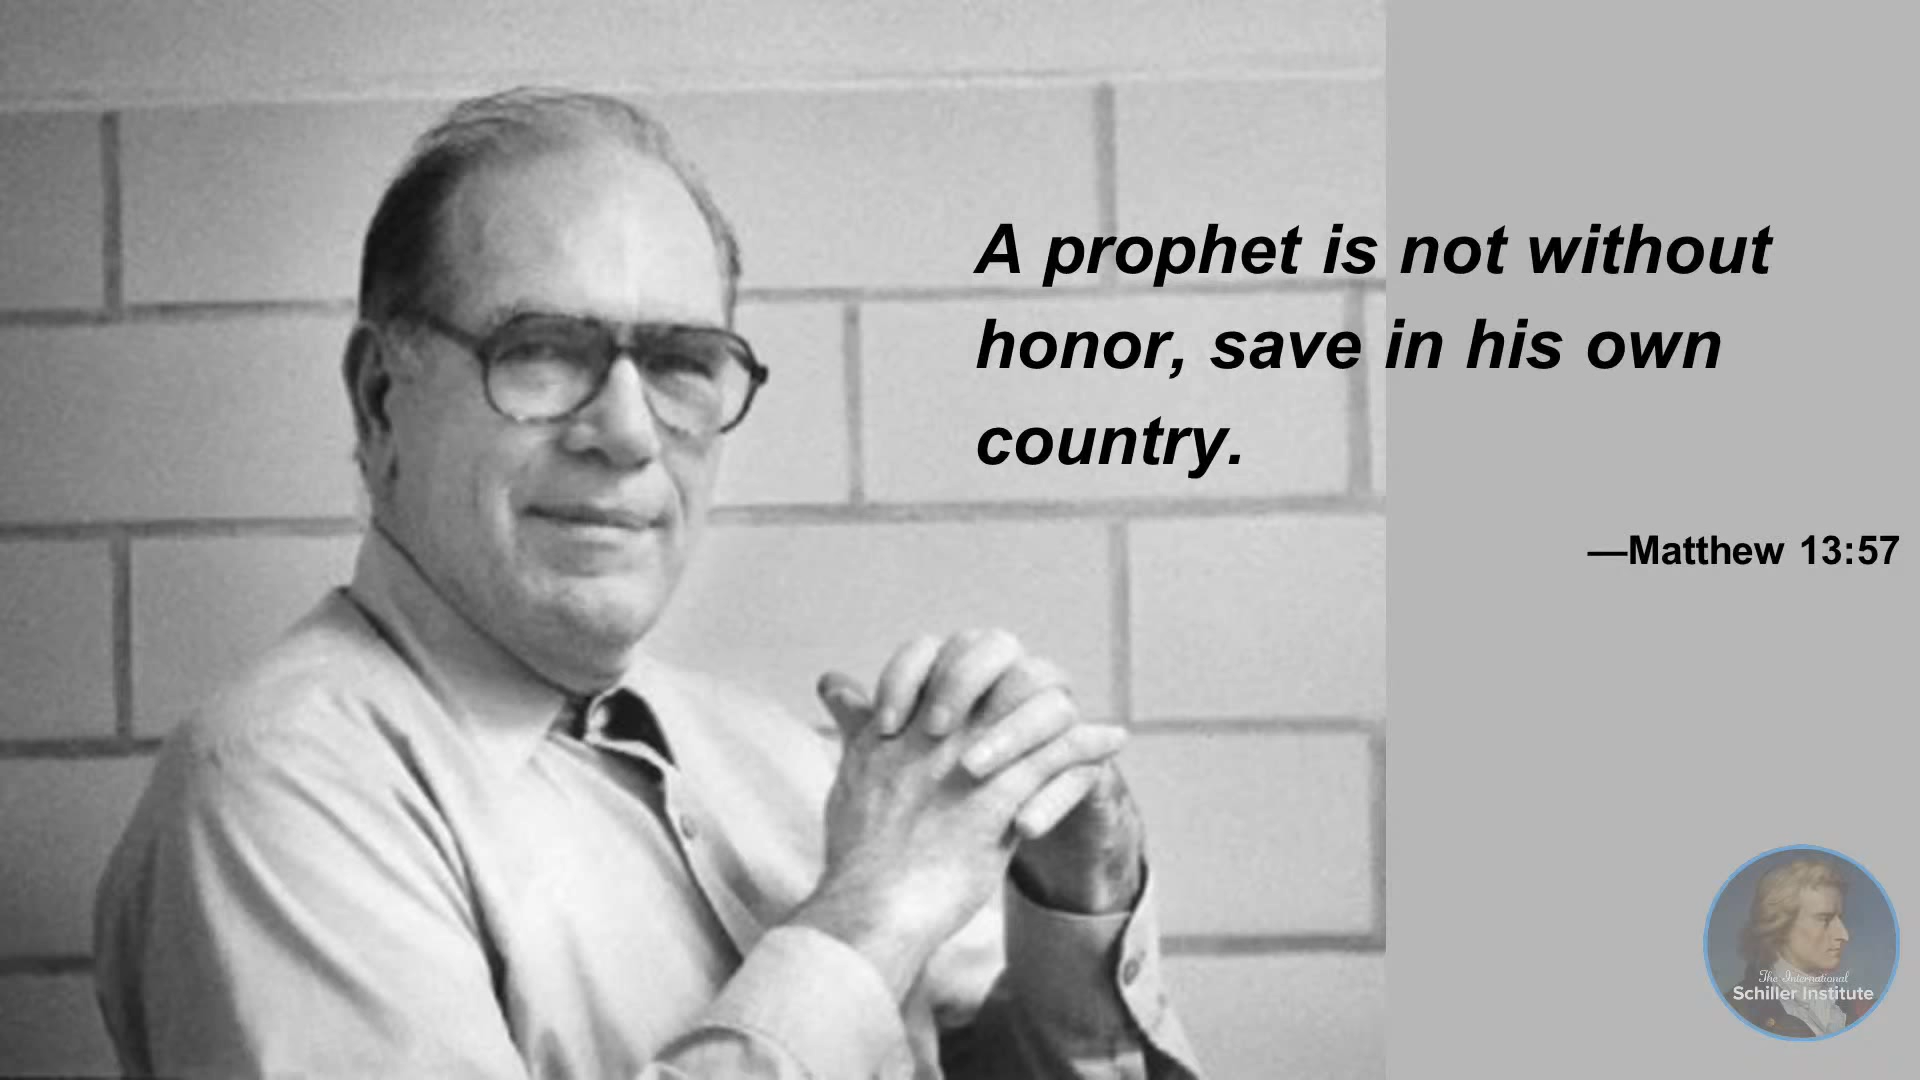 A prophet is not without
honor, save in his own
country.
—Matthew 13:57
The International
Schiller Institute